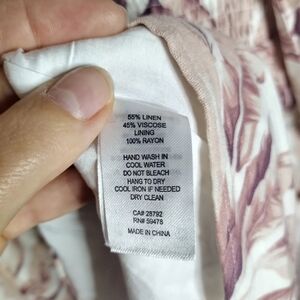 55% LINEN
45% VISCOSE
LINING
100% RAYON
HAND WASH IN
COOL WATER
DO NOT BLEACH
HANG TO DRY
COOL IRON IF NEEDED
DRY CLEAN
CA# 28792
RN# 59478
MADE IN CHINA